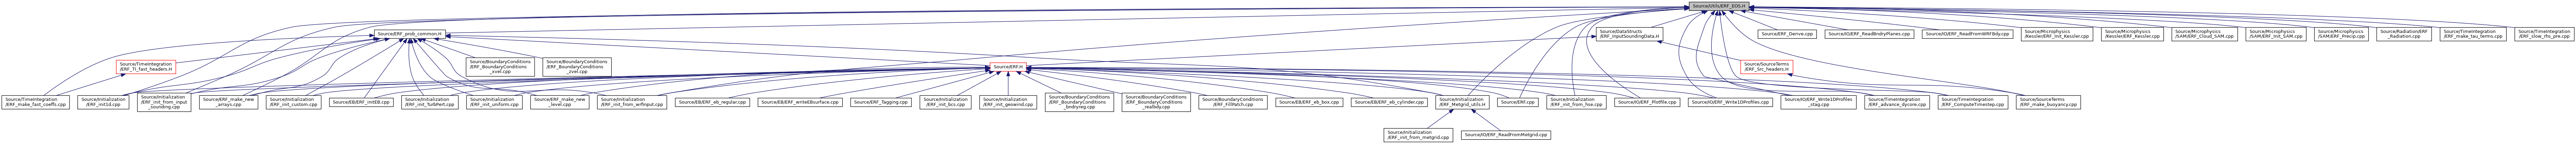 Source/Utils/ERF_EOS.H
Source/ERF_prob_common.H
Source/DataStructs
/ERF_InputSoundingData.H
Source/ERF_Derive.cpp
Source/IO/ERF_ReadBndryPlanes.cpp
Source/IO/ERF_ReadFromWRFBdy.cpp
Source/Microphysics
/Kessler/ERF_Init_Kessler.cpp
Source/Microphysics
/Kessler/ERF_Kessler.cpp
Source/Microphysics
/SAM/ERF_Cloud_SAM.cpp
Source/Microphysics
/SAM/ERF_Init_SAM.cpp
Source/Microphysics
/SAM/ERF_Precip.cpp
Source/Radiation/ERF
_Radiation.cpp
Source/TimeIntegration
/ERF_make_tau_terms.cpp
Source/TimeIntegration
/ERF_slow_rhs_pre.cpp
Source/TimeIntegration
/ERF_TI_fast_headers.H
Source/BoundaryConditions
/ERF_BoundaryConditions
_xvel.cpp
Source/BoundaryConditions
/ERF_BoundaryConditions
_zvel.cpp
Source/ERF.H
Source/SourceTerms
/ERF_Src_headers.H
Source/TimeIntegration
/ERF_make_fast_coeffs.cpp
Source/Initialization
/ERF_init1d.cpp
Source/Initialization
/ERF_init_from_input
_sounding.cpp
Source/ERF_make_new
_arrays.cpp
Source/Initialization
/ERF_init_custom.cpp
Source/EB/ERF_initEB.cpp
Source/Initialization
/ERF_init_TurbPert.cpp
Source/Initialization
/ERF_init_uniform.cpp
Source/ERF_make_new
_level.cpp
Source/Initialization
/ERF_init_from_wrfinput.cpp
Source/EB/ERF_eb_regular.cpp
Source/EB/ERF_writeEBsurface.cpp
Source/ERF_Tagging.cpp
Source/Initialization
/ERF_init_bcs.cpp
Source/Initialization
/ERF_init_geowind.cpp
Source/BoundaryConditions
/ERF_BoundaryConditions
_bndryreg.cpp
Source/BoundaryConditions
/ERF_BoundaryConditions
_realbdy.cpp
Source/BoundaryConditions
/ERF_FillPatch.cpp
Source/EB/ERF_eb_box.cpp
Source/EB/ERF_eb_cylinder.cpp
Source/Initialization
/ERF_Metgrid_utils.H
Source/ERF.cpp
Source/Initialization
/ERF_init_from_hse.cpp
Source/IO/ERF_Plotfile.cpp
Source/IO/ERF_Write1DProfiles.cpp
Source/IO/ERF_Write1DProfiles
_stag.cpp
Source/TimeIntegration
/ERF_advance_dycore.cpp
Source/TimeIntegration
/ERF_ComputeTimestep.cpp
Source/SourceTerms
/ERF_make_buoyancy.cpp
Source/Initialization
/ERF_init_from_metgrid.cpp
Source/IO/ERF_ReadFromMetgrid.cpp